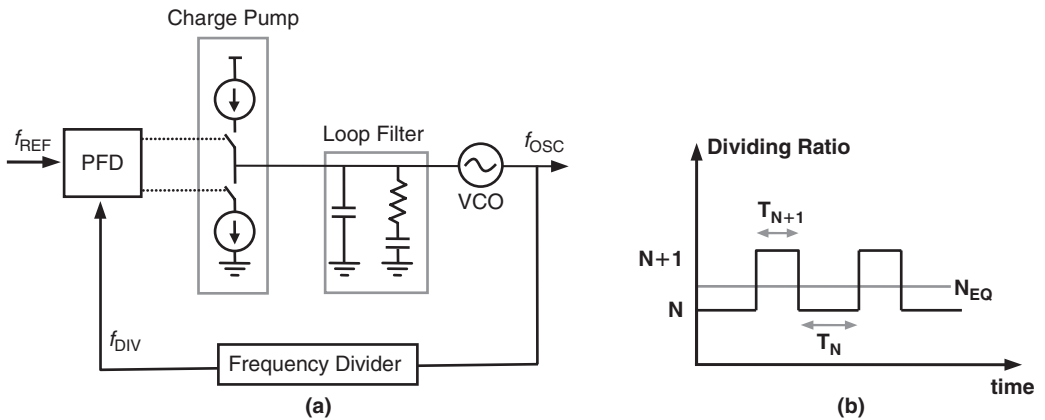 Charge Pump
Loop Filter
fREF
PFD
fOSC
VCO
fDIV
Frequency Divider
(a)
Dividing Ratio
TN+1
N+1
NEQ
N
TN
time
(b)